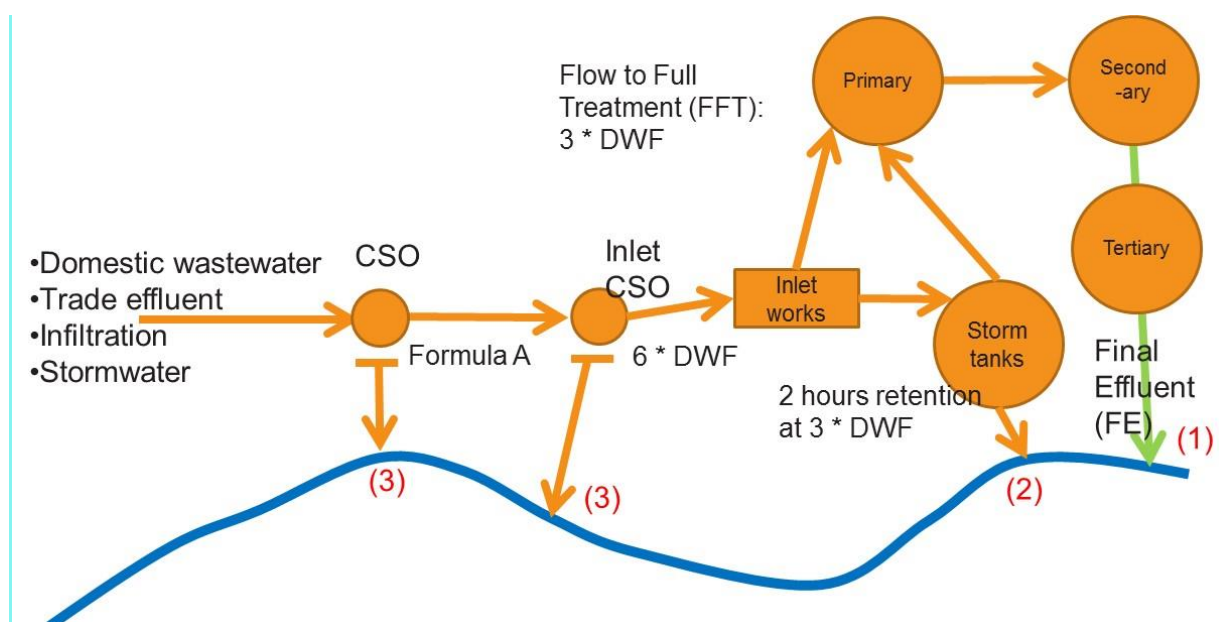 •Domestic wastewater
•Trade effluent
•Infiltration
•Stormwater
CSO
Formula A
(3)
Inlet
CSO
6 * DWF
(3)
Flow to Full
Treatment (FFT):
3 * DWF
Inlet
works
Primary
Second
-ary
Tertiary
Storm
tanks
2 hours retention
at 3 * DWF
(2)
Final
Effluent
(FE)
(1)